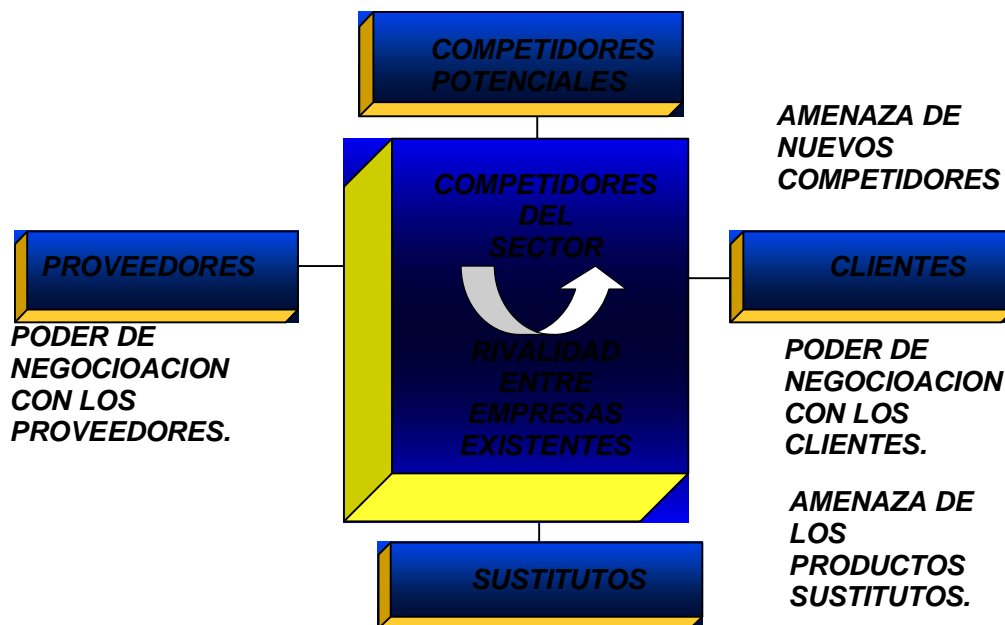 COMPETIDORES
POTENCIALES
AMENAZA DE
NUEVOS
COMPETIDORES
COMPETIDORES
DEL
SECTOR
PROVEEDORES
CLIENTES
PODER DE
NEGOCIOACION
CON LOS
PROVEEDORES.
RIVALIDAD
ENTRE
EMPRESAS
EXISTENTES
PODER DE
NEGOCIOACION
CON LOS
CLIENTES.
SUSTITUTOS
AMENAZA DE
LOS
PRODUCTOS
SUSTITUTOS.